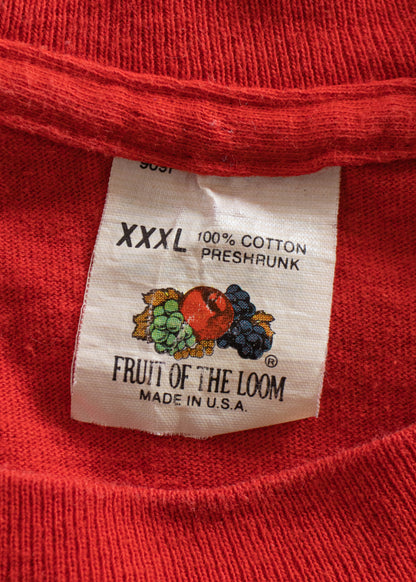 XXXL 100% COTTON
PRESHRUNK
®
FRUIT OF THE LOOM
MADE IN U.S.A.